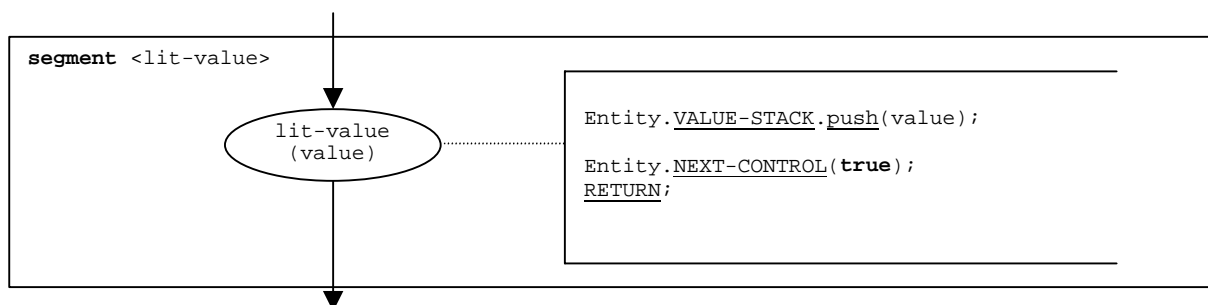 segment <lit-value>
lit-value
(value)
Entity.VALUE-STACK.push(value);
Entity.NEXT-CONTROL(true);
RETURN;